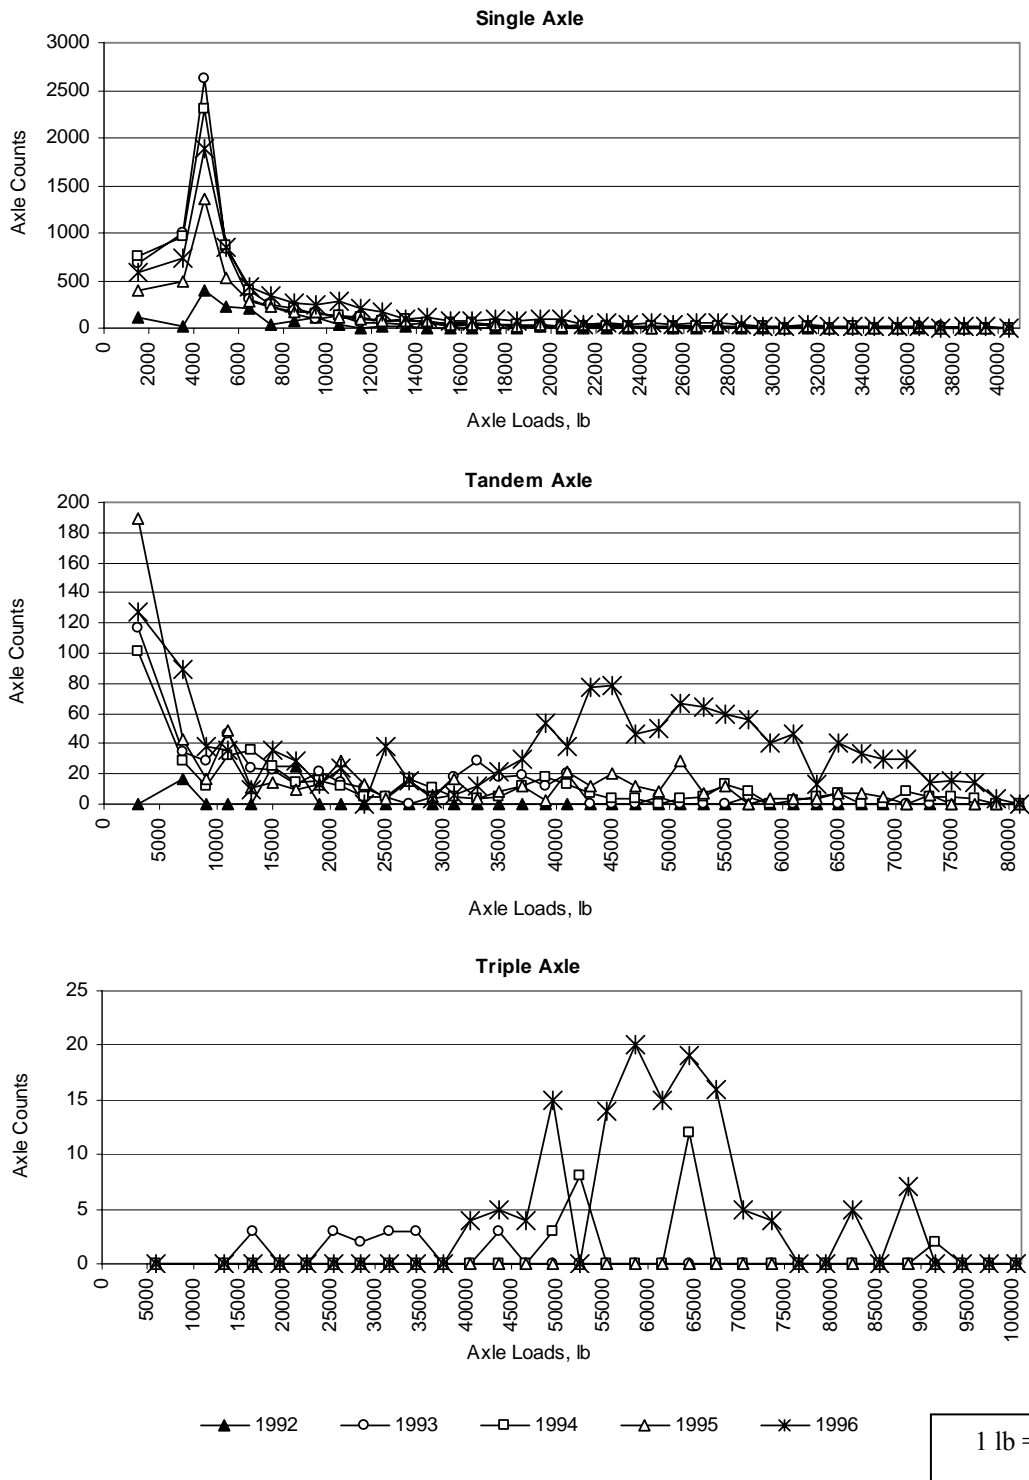 Single Axle
3000
2500
2000
1500
1000
500
0
Axle Counts
0 2000 4000 6000 8000 10000 12000 14000 16000 18000 20000 22000 24000 26000 28000 30000 32000 34000 36000 38000 40000
Axle Loads, lb
Tandem Axle
200
180
160
140
120
100
80
60
40
20
0
Axle Counts
0 5000 10000 15000 20000 25000 30000 35000 40000 45000 50000 55000 60000 65000 70000 75000 80000
Axle Loads, lb
Triple Axle
25
20
15
10
5
0
Axle Counts
0 5000 10000 15000 20000 25000 30000 35000 40000 45000 50000 55000 60000 65000 70000 75000 80000 85000 90000 95000 100000
Axle Loads, lb
1992 1993 1994 1995 1996
1 lb =